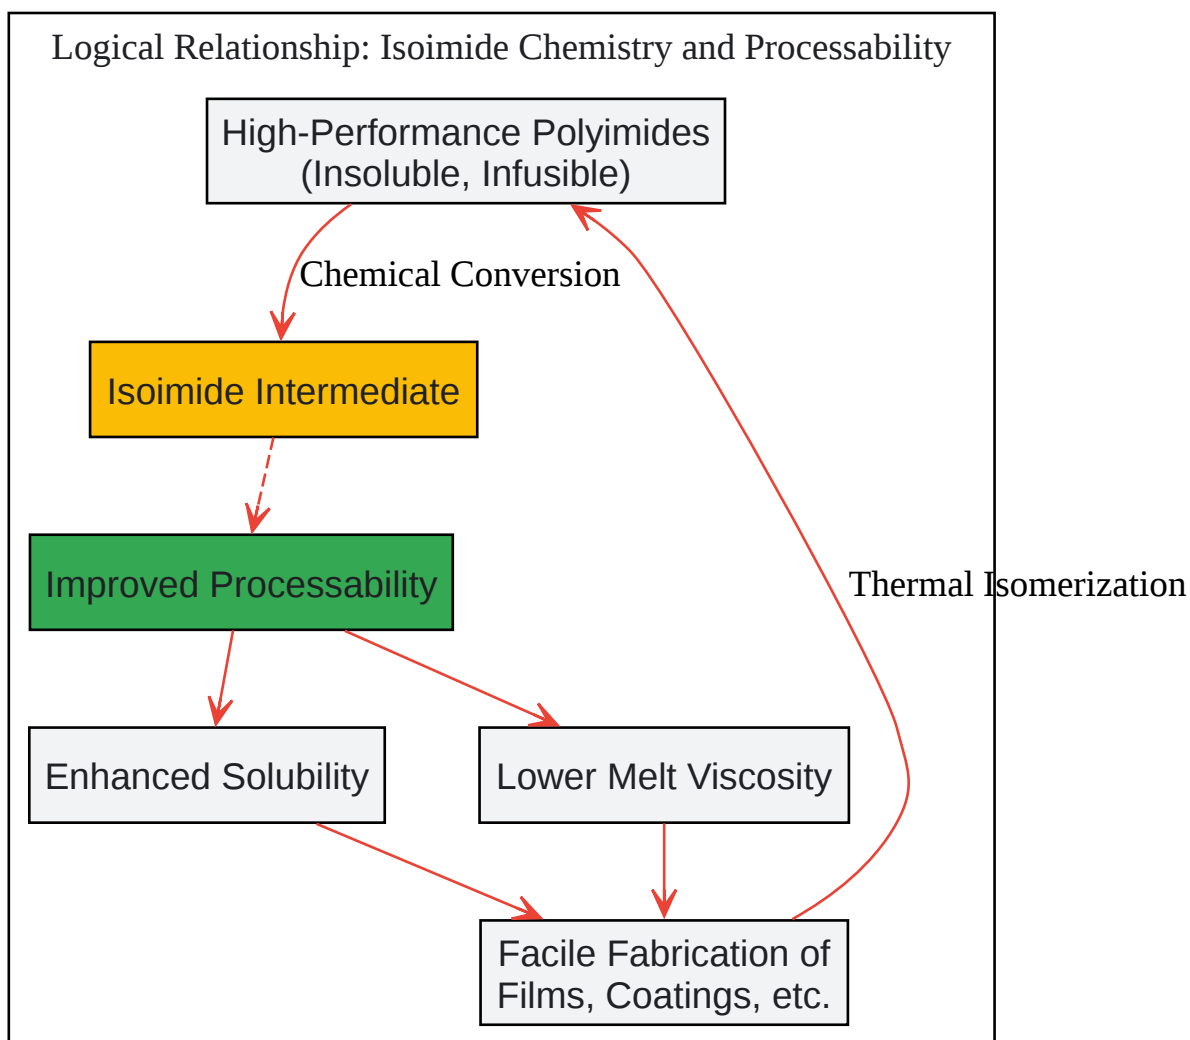 Logical Relationship: Isoimide Chemistry and Processability
High-Performance Polyimides
(Insoluble, Infusible)
Chemical Conversion
Isoimide Intermediate
Improved Processability
Thermal Isomerization
Enhanced Solubility
Lower Melt Viscosity
Facile Fabrication of
Films, Coatings, etc.